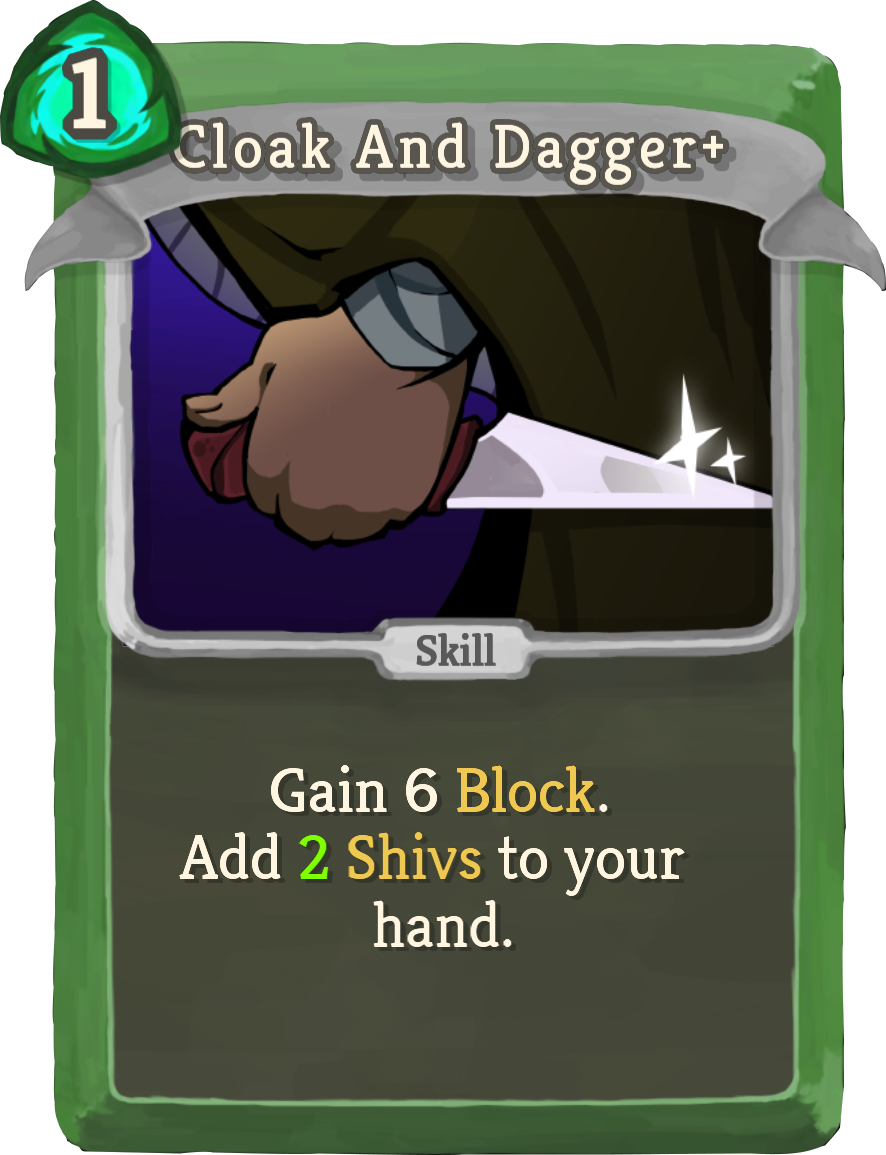 1
Cloak And Dagger+
Skill
Gain 6 Block.
Add 2 Shivs to your
hand.